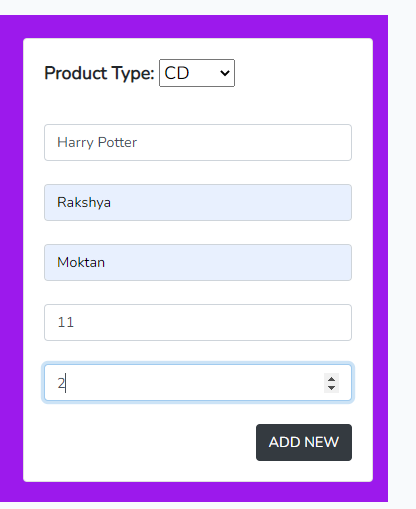 Product Type: CD
Harry Potter
Rakshya
Moktan
11
2
ADD NEW